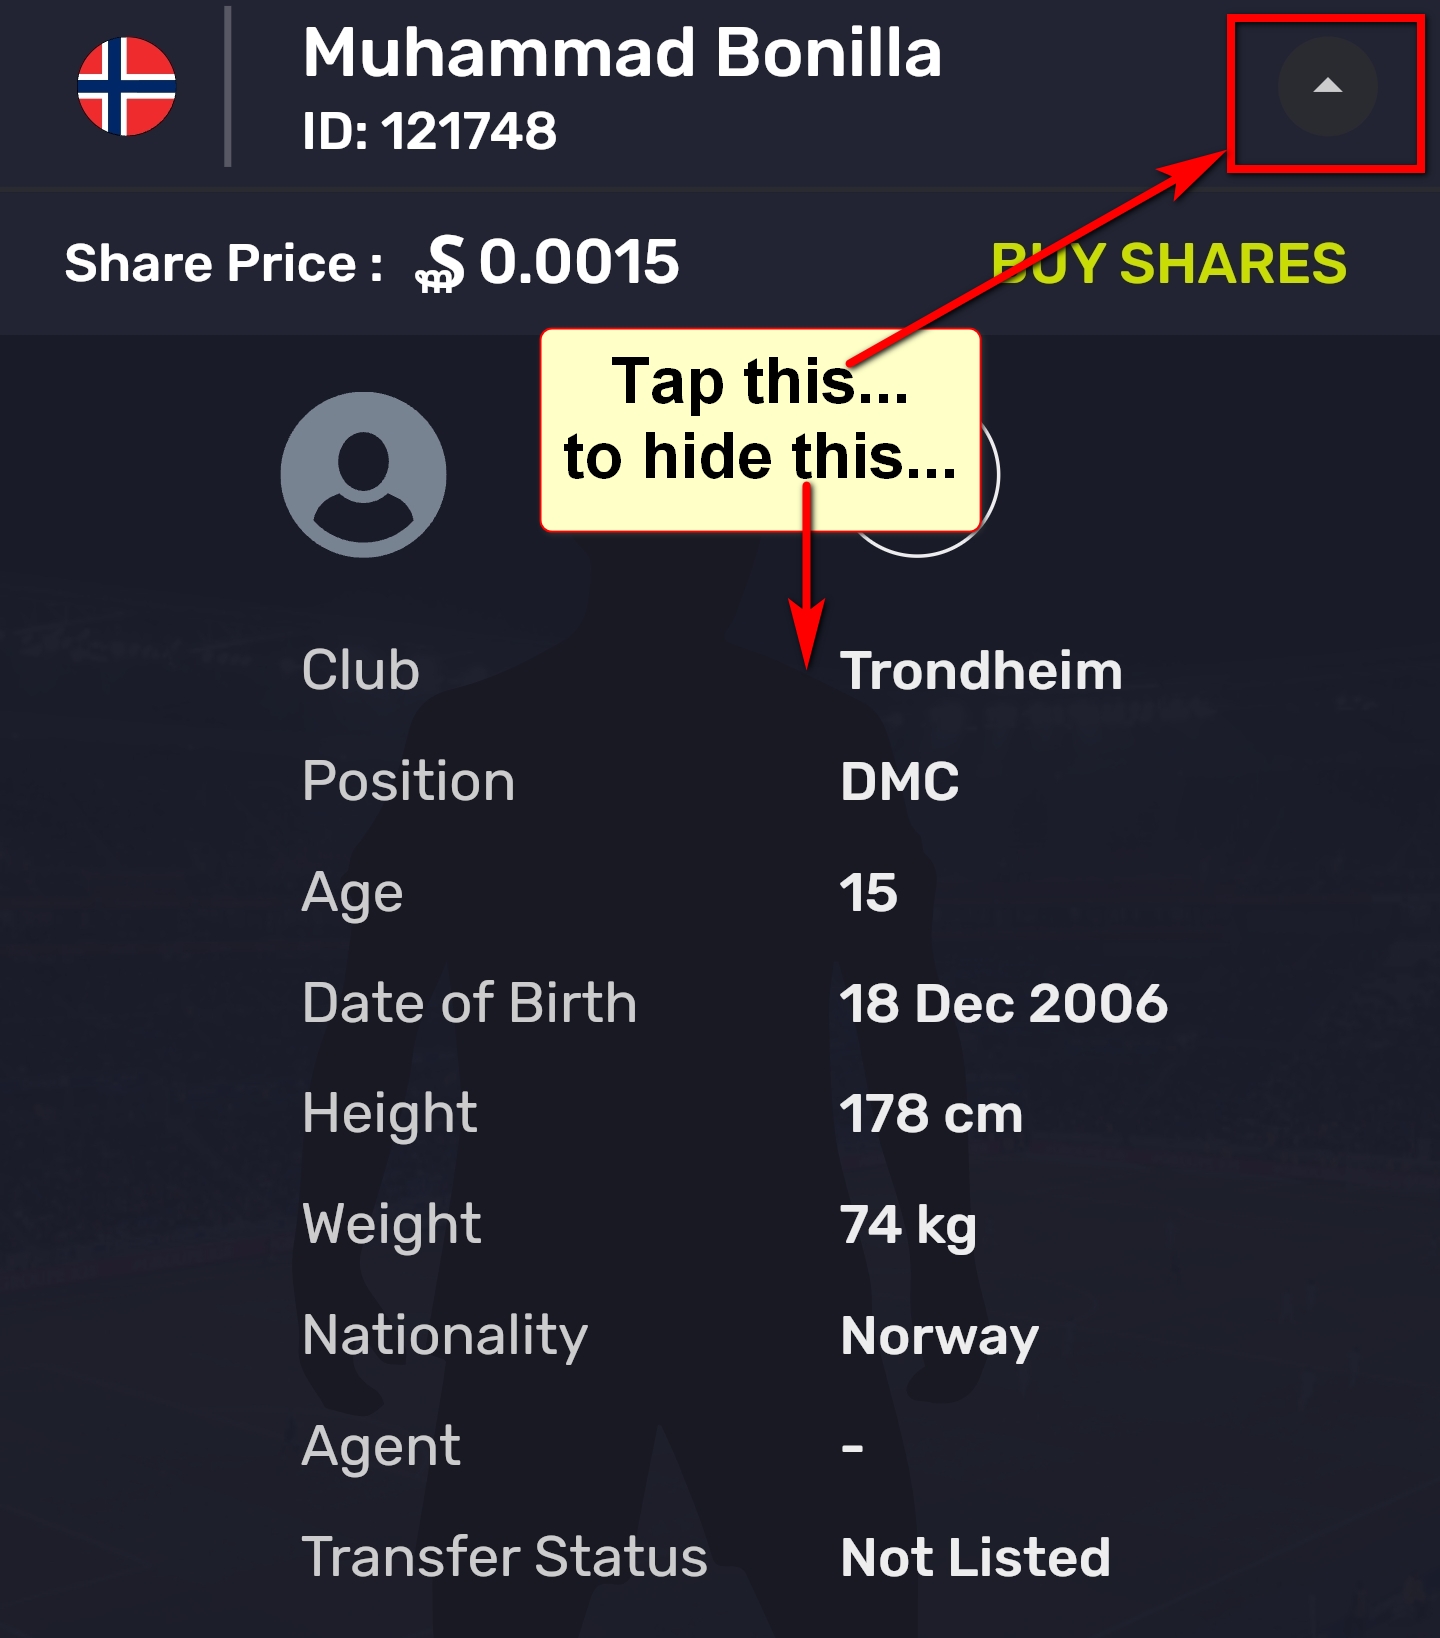 Muhammad Bonilla
ID: 121748
Share Price : 0.0015 BUY SHARES
Tap this...
to hide this...
Club Trondheim
Position DMC
Age 15
Date of Birth 18 Dec 2006
Height 178 cm
Weight 74 kg
Nationality Norway
Agent -
Transfer Status Not Listed